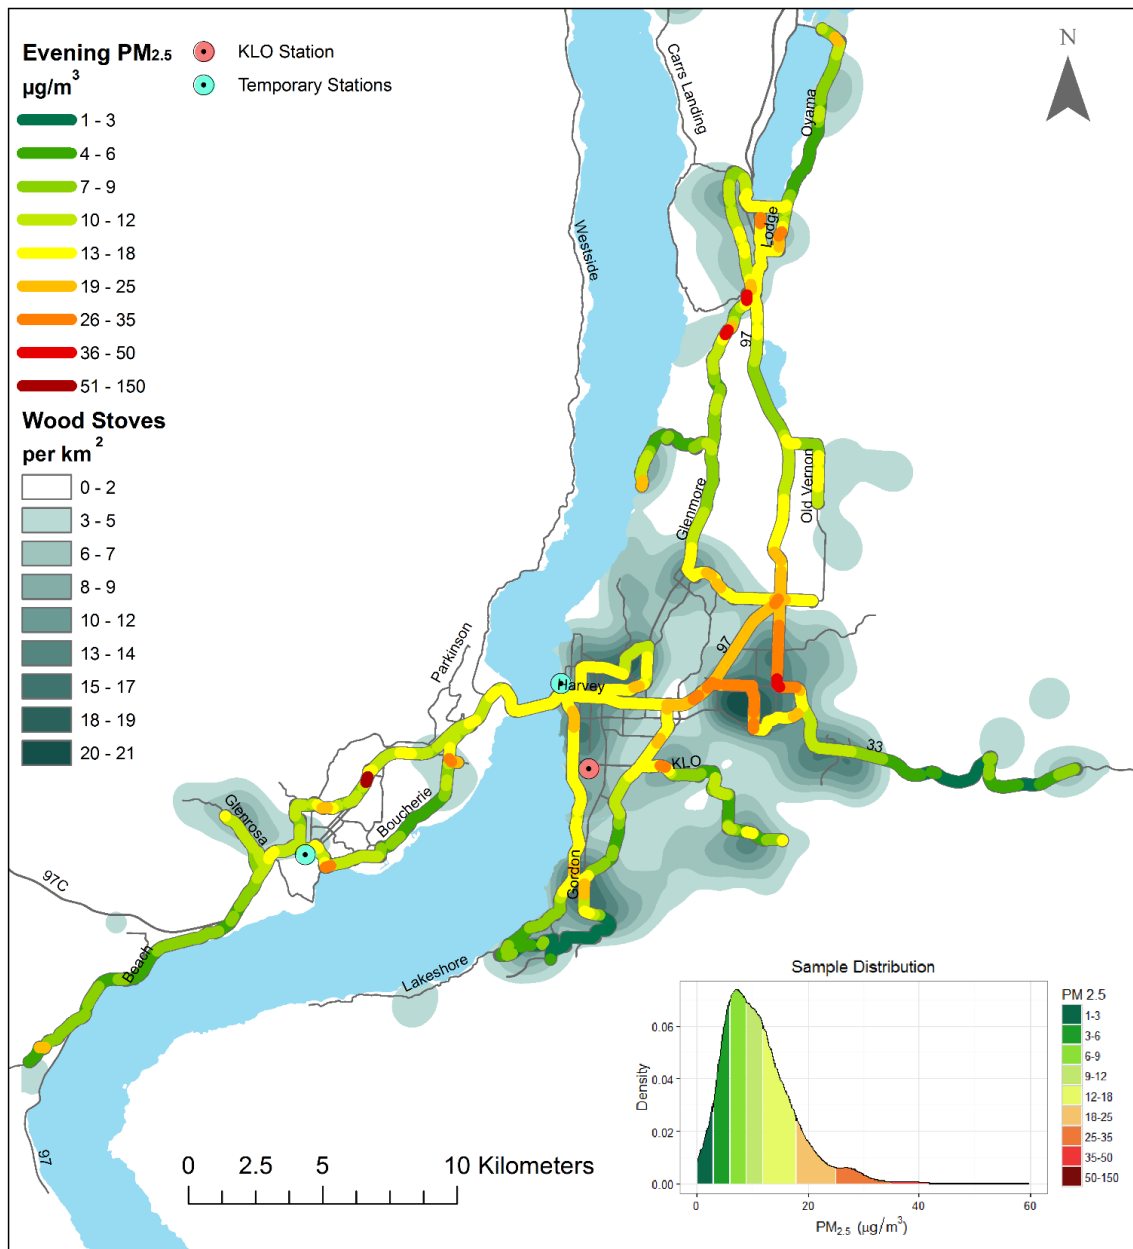 Evening PM2.5
µg/m3
1 - 3
4 - 6
7 - 9
10 - 12
13 - 18
19 - 25
26 - 35
36 - 50
51 - 150
KLO Station
Temporary Stations
Wood Stoves
per km2
0 - 2
3 - 5
6 - 7
8 - 9
10 - 12
13 - 14
15 - 17
18 - 19
20 - 21
N
Carrs Landing
Oyama
Westside
Lodge
97
Old Vernon
Glenmore
97
Parkinson
Harvey
33
KLO
Boucherie
Glenrosa
Gordon
97C
Beach
Lakeshore
97
0 2.5 5 10 Kilometers
Sample Distribution
Density
0.06
0.04
0.02
0.00
0 20 40 60
PM2.5 (µg/m3)
PM 2.5
1-3
3-6
6-9
9-12
12-18
18-25
25-35
35-50
50-150